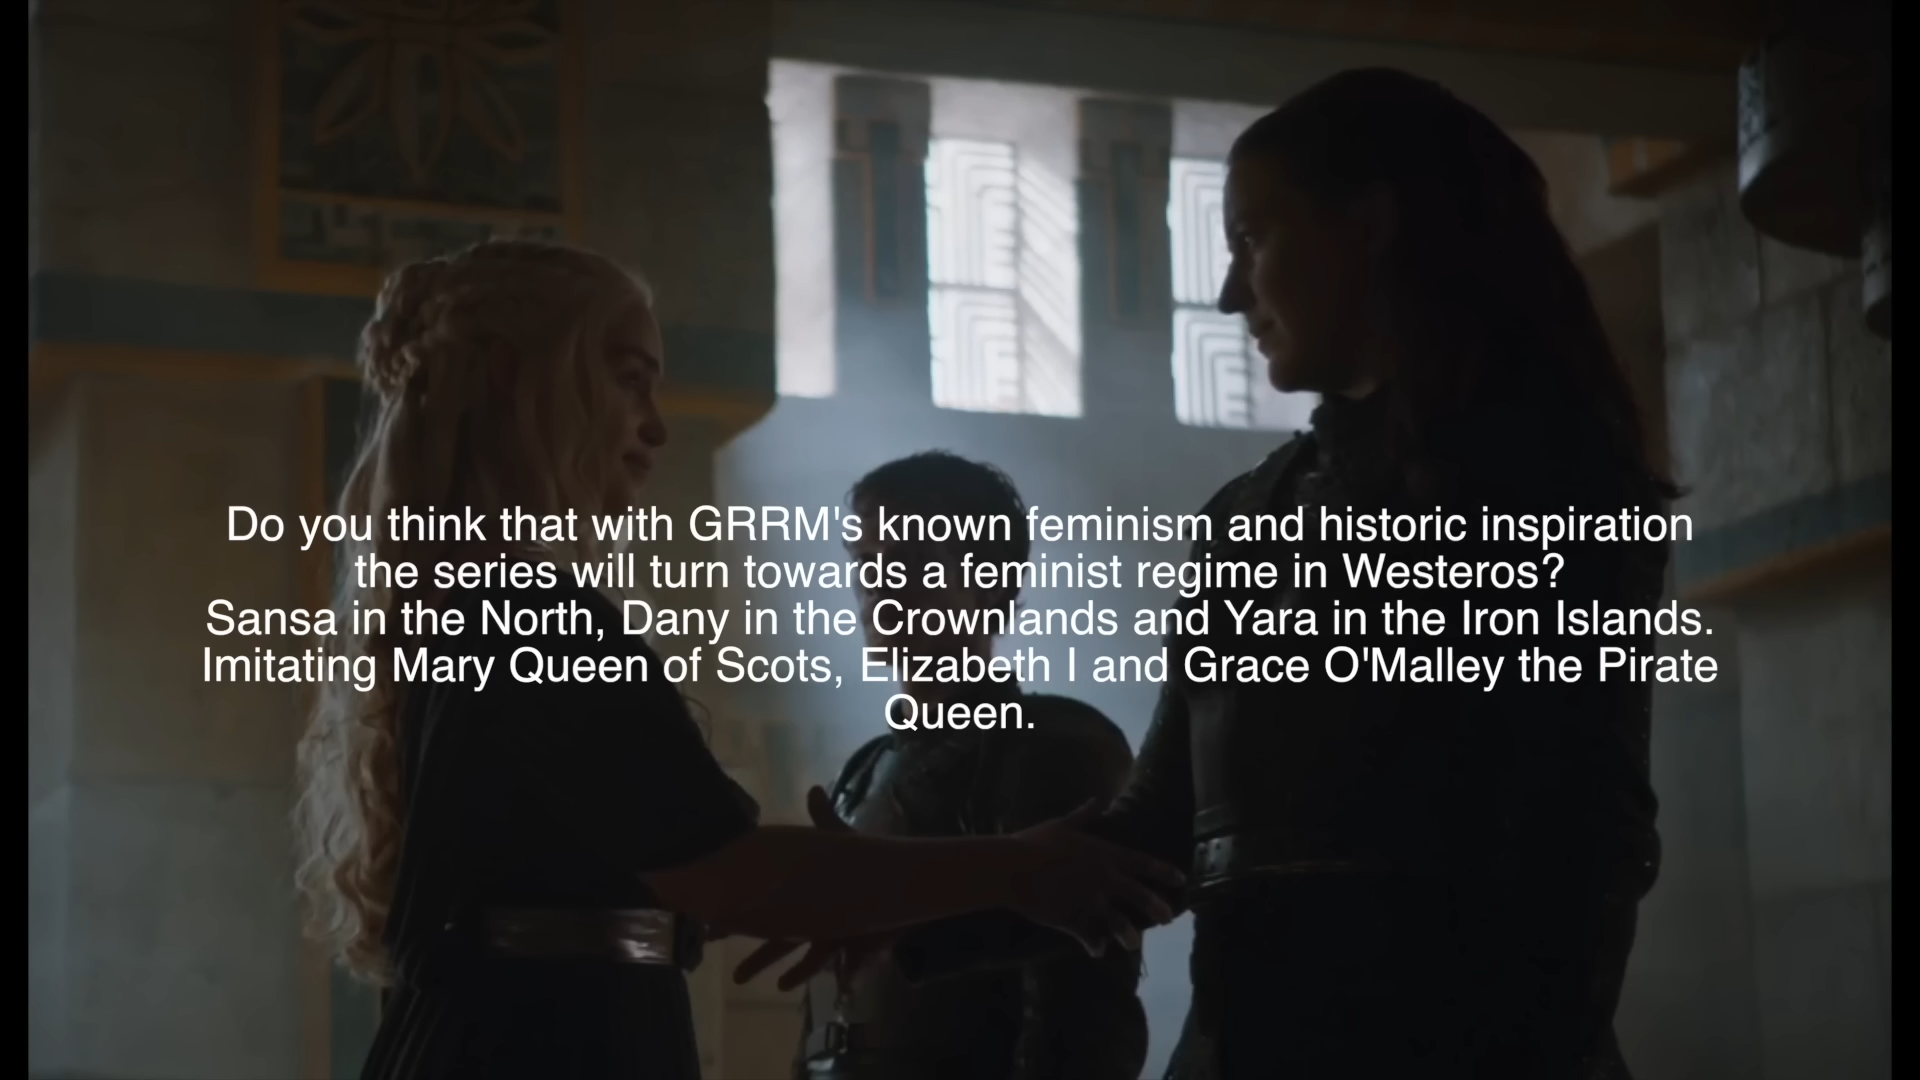 Do you think that with GRRM's known feminism and historic inspiration
the series will turn towards a feminist regime in Westeros?
Sansa in the North, Dany in the Crownlands and Yara in the Iron Islands.
Imitating Mary Queen of Scots, Elizabeth I and Grace O'Malley the Pirate
Queen.